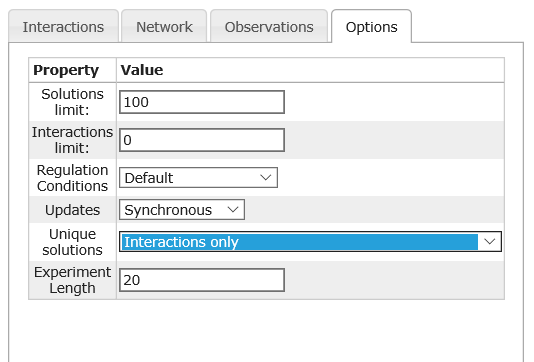 Interactions Network Observations Options
Property Value
Solutions
limit:
100
Interactions
limit:
0
Regulation
Conditions
Default
Updates Synchronous
Unique
solutions
Interactions only
Experiment
Length
20